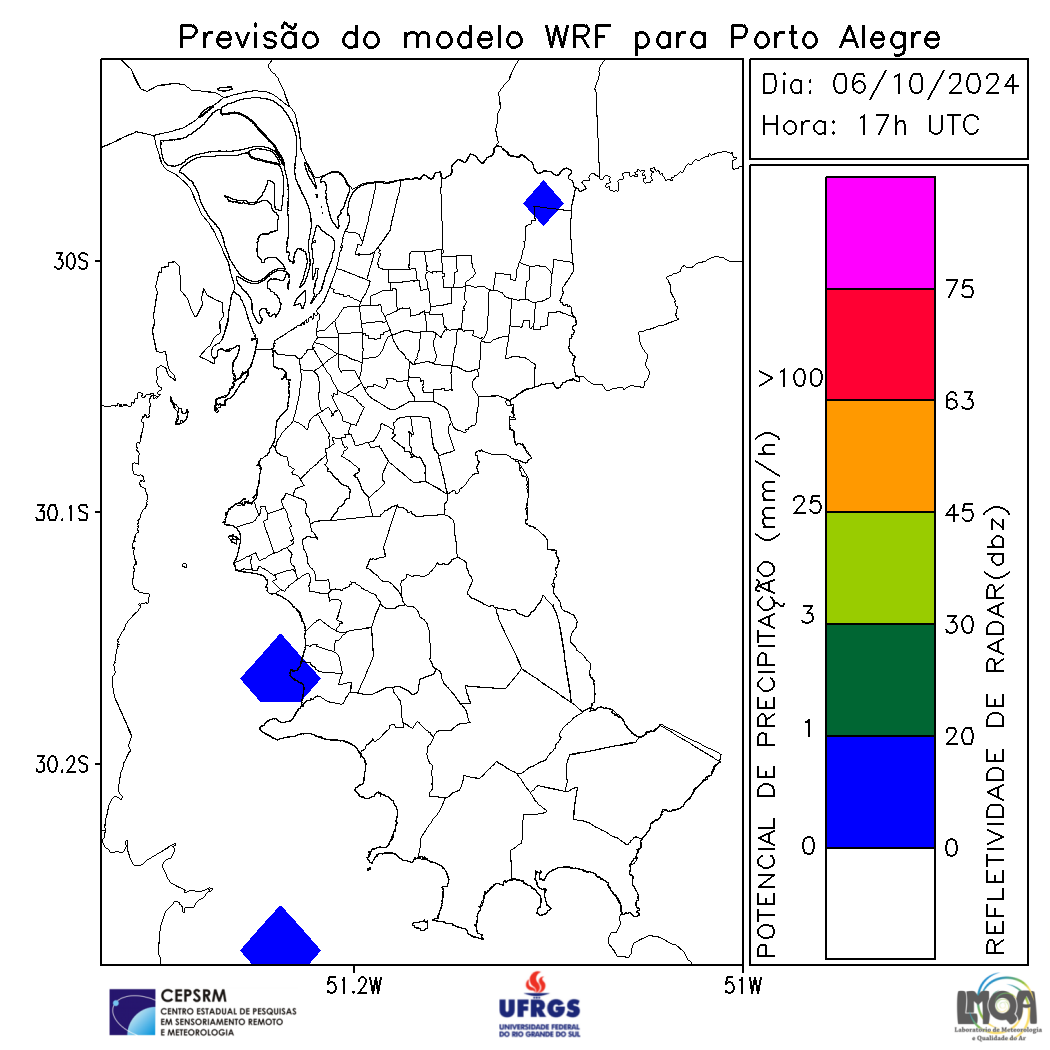 Previsão do modelo WRF para Porto Alegre
Dia: 06/10/2024
Hora: 17h UTC
30S
30.1S
30.2S
51.2W
51W
POTENCIAL DE PRECIPITAÇÃO (mm/h)
>100
25
3
1
0
75
63
45
30
20
0
REFLETIVIDADE DE RADAR(dbz)
CEPSRM
CENTRO ESTADUAL DE PESQUISAS
EM SENSORIAMENTO REMOTO
E METEOROLOGIA
UFRGS
UNIVERSIDADE FEDERAL
DO RIO GRANDE DO SUL
LMQA
Laboratório de Meteorologia
e Qualidade do Ar